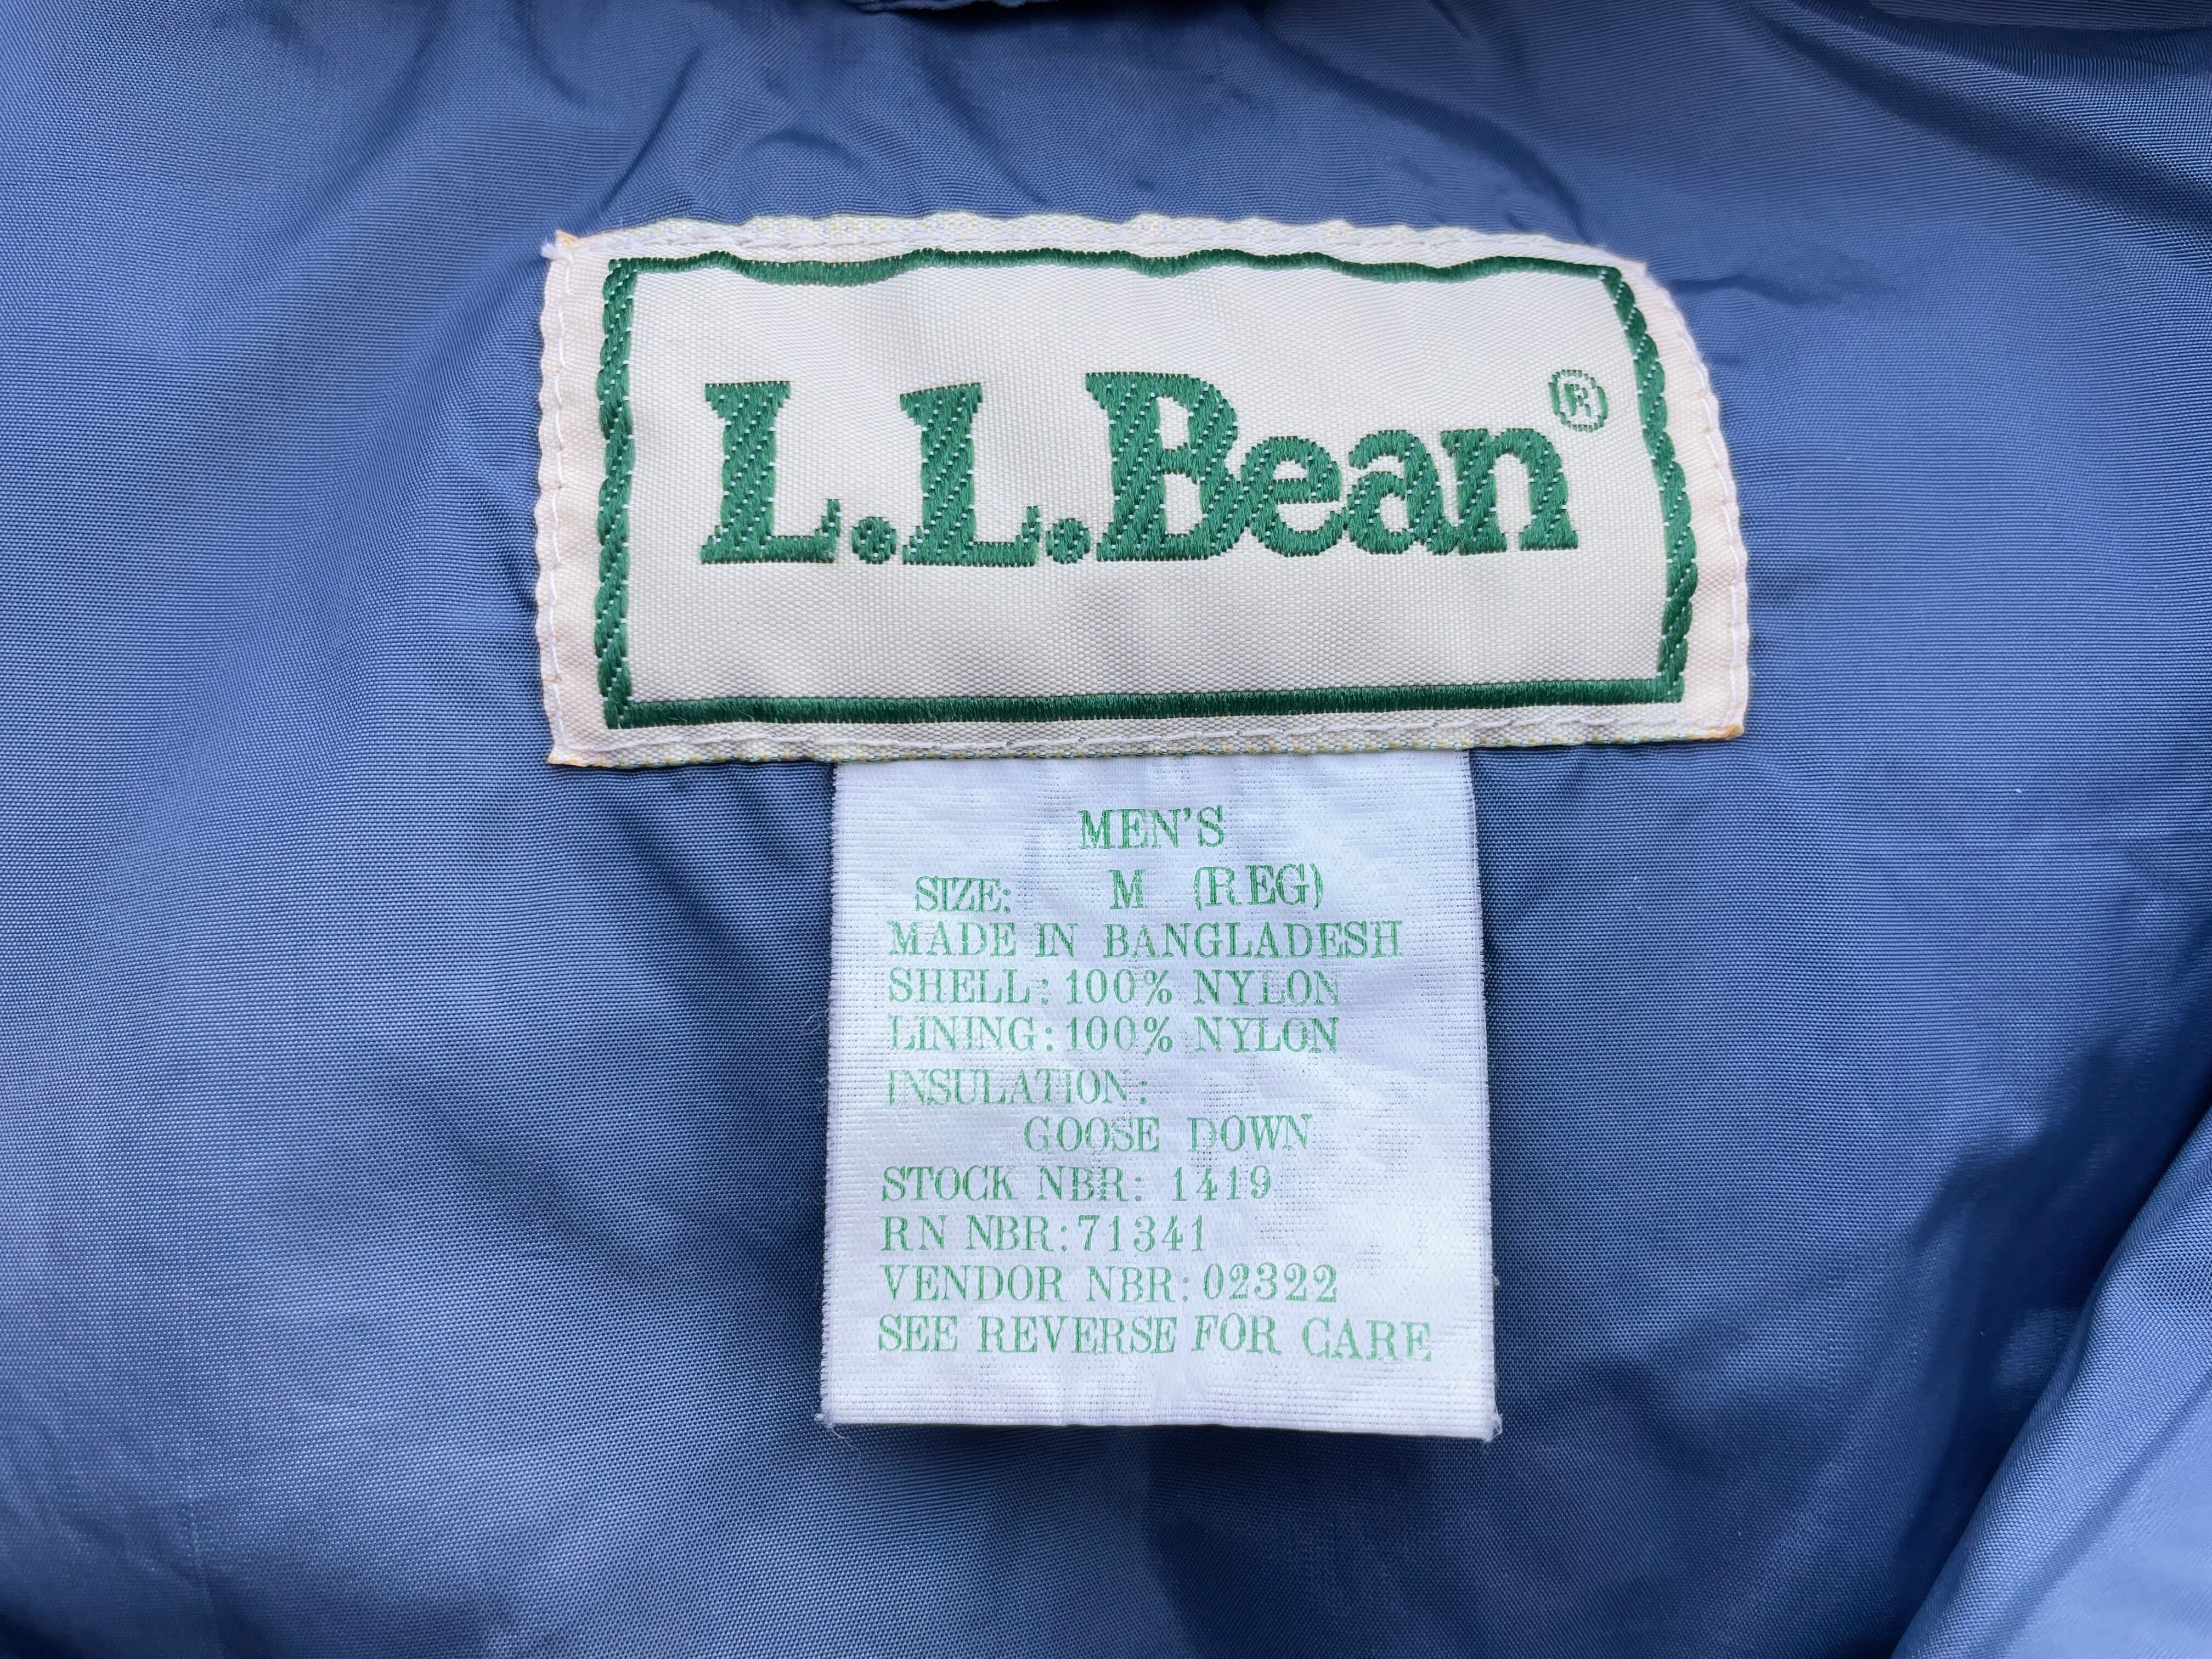 L.L.Bean®
MEN'S
SIZE: M (REG)
MADE IN BANGLADESH
SHELL: 100% NYLON
LINING: 100% NYLON
INSULATION:
GOOSE DOWN
STOCK NBR: 1419
RN NBR: 71341
VENDOR NBR: 02322
SEE REVERSE FOR CARE